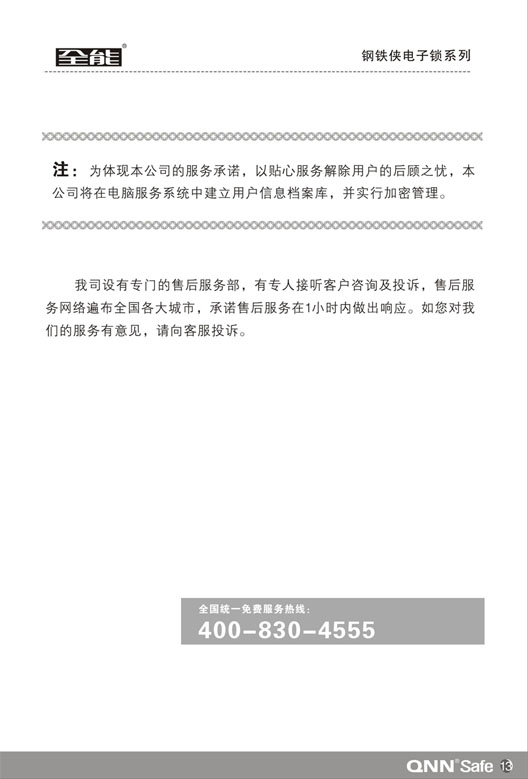 全能®
钢铁侠电子锁系列
注：为体现本公司的服务承诺，以贴心服务解除用户的后顾之忧，本
公司将在电脑服务系统中建立用户信息档案库，并实行加密管理。
我司设有专门的售后服务部，有专人接听客户咨询及投诉，售后服
务网络遍布全国各大城市，承诺售后服务在1小时内做出响应。如您对我
们的服务有意见，请向客服投诉。
全国统一免费服务热线：
400-830-4555
QNN® Safe 13